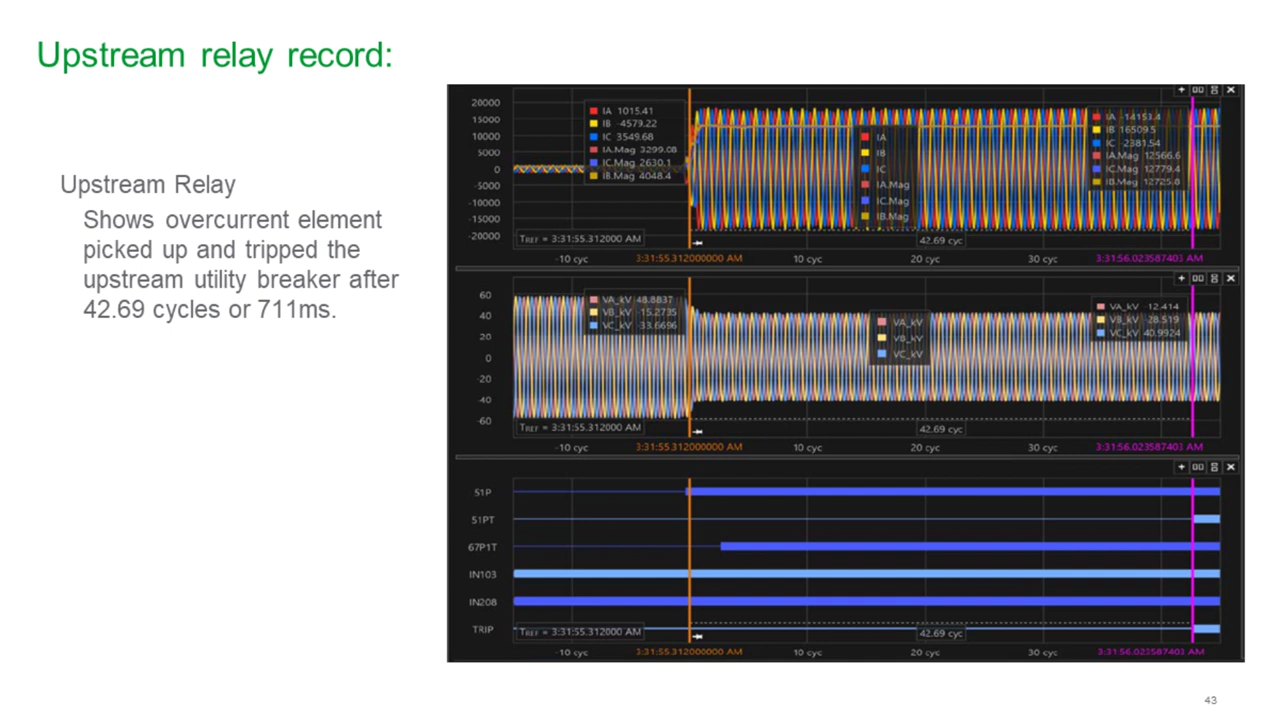 Upstream relay record:
Upstream Relay
Shows overcurrent element
picked up and tripped the
upstream utility breaker after
42.69 cycles or 711ms.
20000
15000
10000
5000
0
-5000
-10000
-15000
-20000
IA 1015.41
IB -4579.22
IC 3549.68
IA.Mag 3299.08
IC.Mag 2630.1
IB.Mag 4048.4
IA
IB
IC
IA.Mag
IC.Mag
IB.Mag
IA -14153.4
IB 16509.5
IC -2381.54
IA.Mag 12566.6
IC.Mag 12779.4
IB.Mag 12725.8
TREF = 3:31:55.312000 AM
42.69 cyc
-10 cyc
3:31:55.312000000 AM
10 cyc
20 cyc
30 cyc
3:31:56.023587403 AM
60
40
20
0
-20
-40
-60
VA_kV 48.8837
VB_kV -15.2735
VC_kV -33.6696
VA_kV
VB_kV
VC_kV
VA_kV -12.414
VB_kV -28.519
VC_kV 40.9924
TREF = 3:31:55.312000 AM
42.69 cyc
-10 cyc
3:31:55.312000000 AM
10 cyc
20 cyc
30 cyc
3:31:56.023587403 AM
51P
51PT
67P1T
IN103
IN208
TRIP
TREF = 3:31:55.312000 AM
42.69 cyc
-10 cyc
3:31:55.312000000 AM
10 cyc
20 cyc
30 cyc
3:31:56.023587403 AM
43